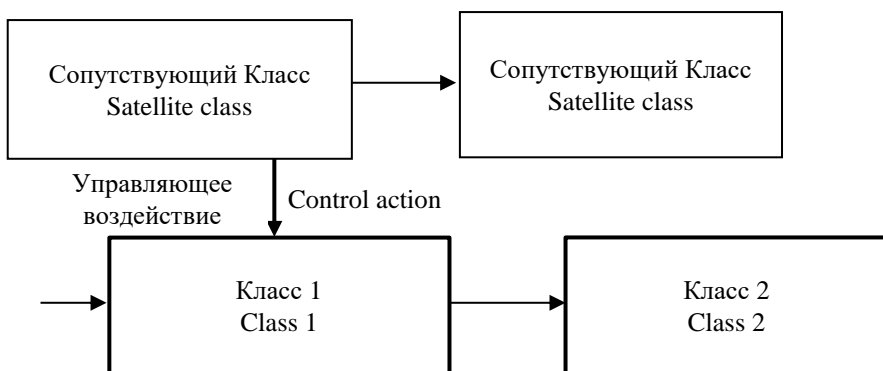 Сопутствующий Класс
Satellite class
Сопутствующий Класс
Satellite class
Управляющее
воздействие
Control action
Класс 1
Class 1
Класс 2
Class 2